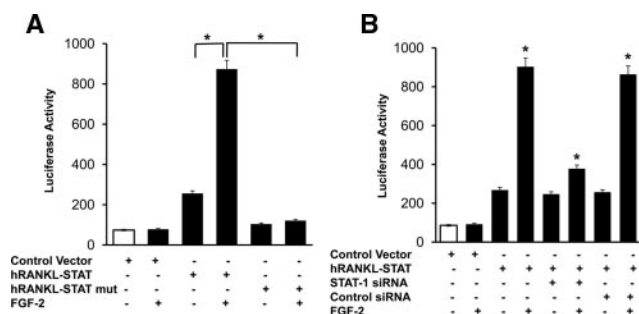 A
Luciferase Activity
1000
800
600
400
200
0
* *
Control Vector + + - - - -
hRANKL-STAT - - + + - -
hRANKL-STAT mut - - - - + +
FGF-2 - + - + - +
B
Luciferase Activity
1000
800
600
400
200
0
* * *
Control Vector + + - - - - - -
hRANKL-STAT - - + + + + + +
STAT-1 siRNA - - - - + + - -
Control siRNA - - - - - - + +
FGF-2 - + - + - + - +